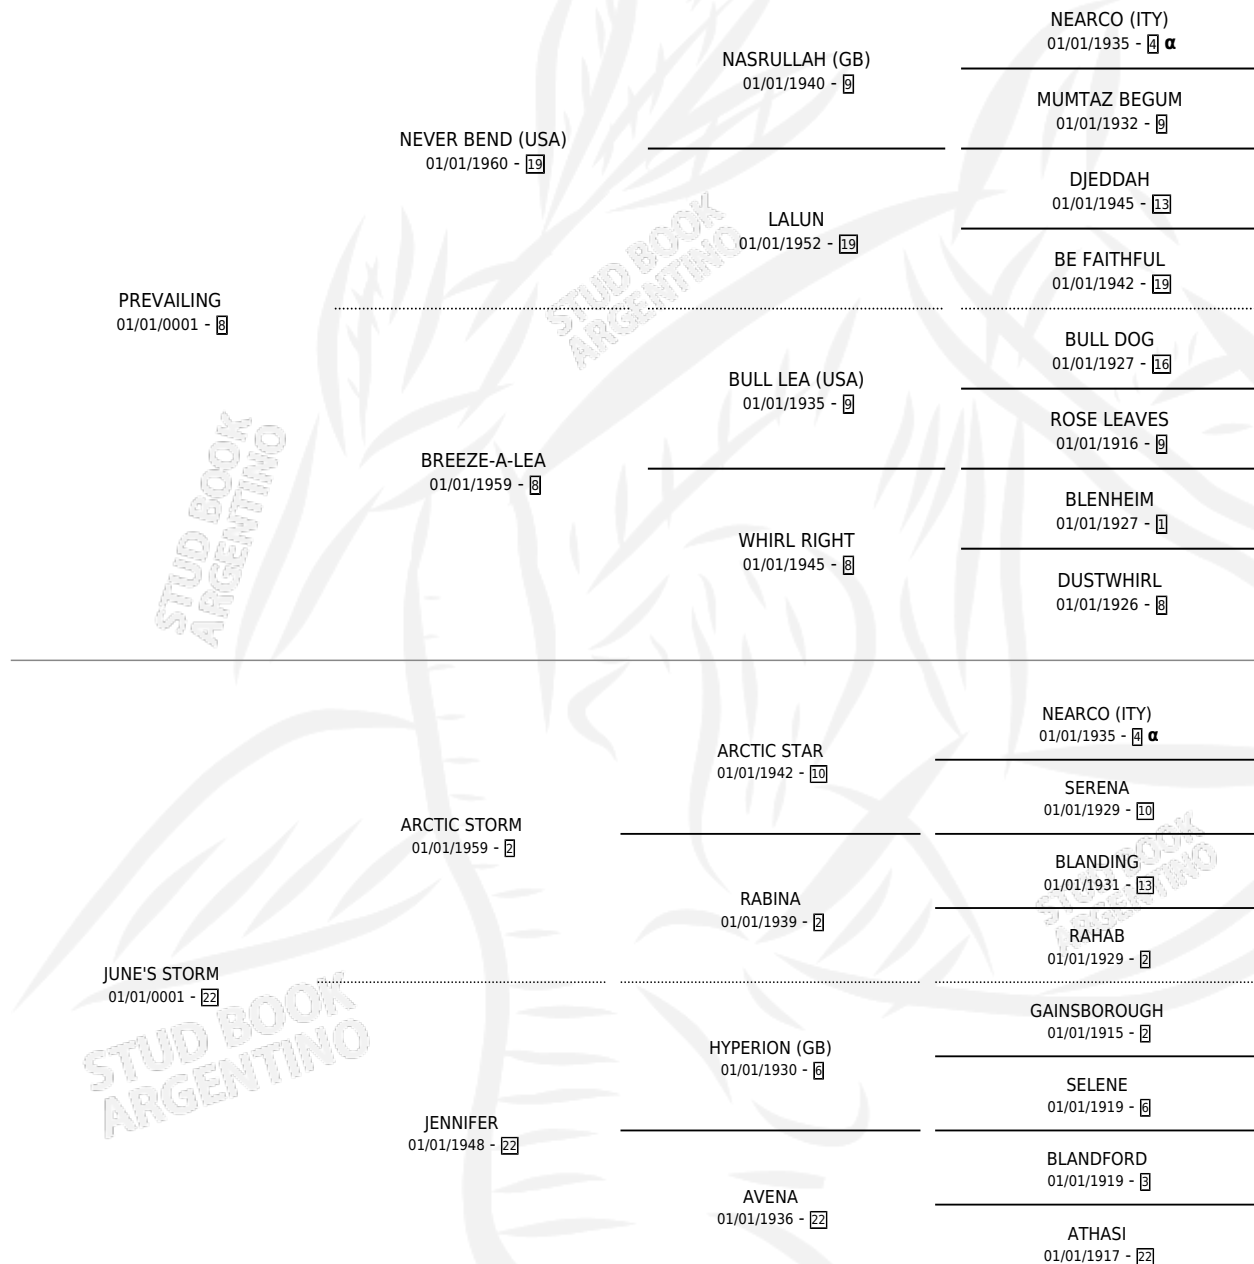 NEARCO (ITY)
01/01/1935 - 4 α
NASRULLAH (GB)
01/01/1940 - 9
MUMTAZ BEGUM
01/01/1932 - 9
NEVER BEND (USA)
01/01/1960 - 19
DJEDDAH
01/01/1945 - 13
LALUN
01/01/1952 - 19
BE FAITHFUL
01/01/1942 - 19
PREVAILING
01/01/0001 - 8
STUD BOOK
ARGENTINO
BULL DOG
01/01/1927 - 16
BULL LEA (USA)
01/01/1935 - 9
ROSE LEAVES
01/01/1916 - 9
BREEZE-A-LEA
01/01/1959 - 8
BLENHEIM
01/01/1927 - 1
WHIRL RIGHT
01/01/1945 - 8
DUSTWHIRL
01/01/1926 - 8
STUD BOOK
ARGENTINO
NEARCO (ITY)
01/01/1935 - 4 α
ARCTIC STAR
01/01/1942 - 10
SERENA
01/01/1929 - 10
ARCTIC STORM
01/01/1959 - 2
BLANDING
01/01/1931 - 13
RABINA
01/01/1939 - 2
STUD BOOK
ARGENTINO
RAHAB
01/01/1929 - 2
JUNE'S STORM
01/01/0001 - 22
STUD BOOK
ARGENTINO
GAINSBOROUGH
01/01/1915 - 2
HYPERION (GB)
01/01/1930 - 6
SELENE
01/01/1919 - 6
JENNIFER
01/01/1948 - 22
BLANDFORD
01/01/1919 - 3
AVENA
01/01/1936 - 22
ATHASI
01/01/1917 - 22